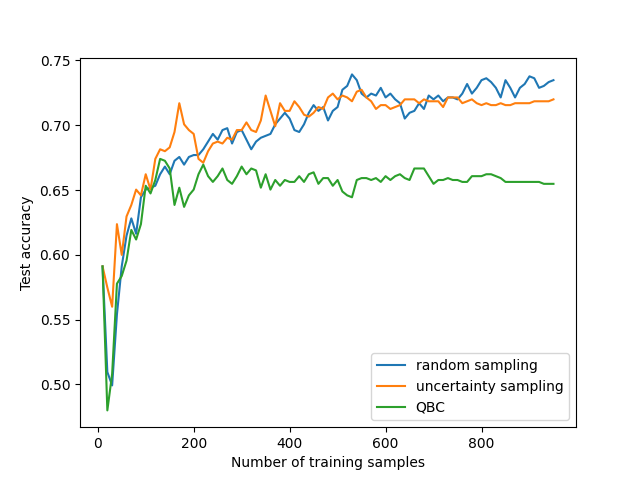 0.75
0.70
0.65
0.60
0.55
0.50
Test accuracy
0
200
400
600
800
Number of training samples
random sampling
uncertainty sampling
QBC